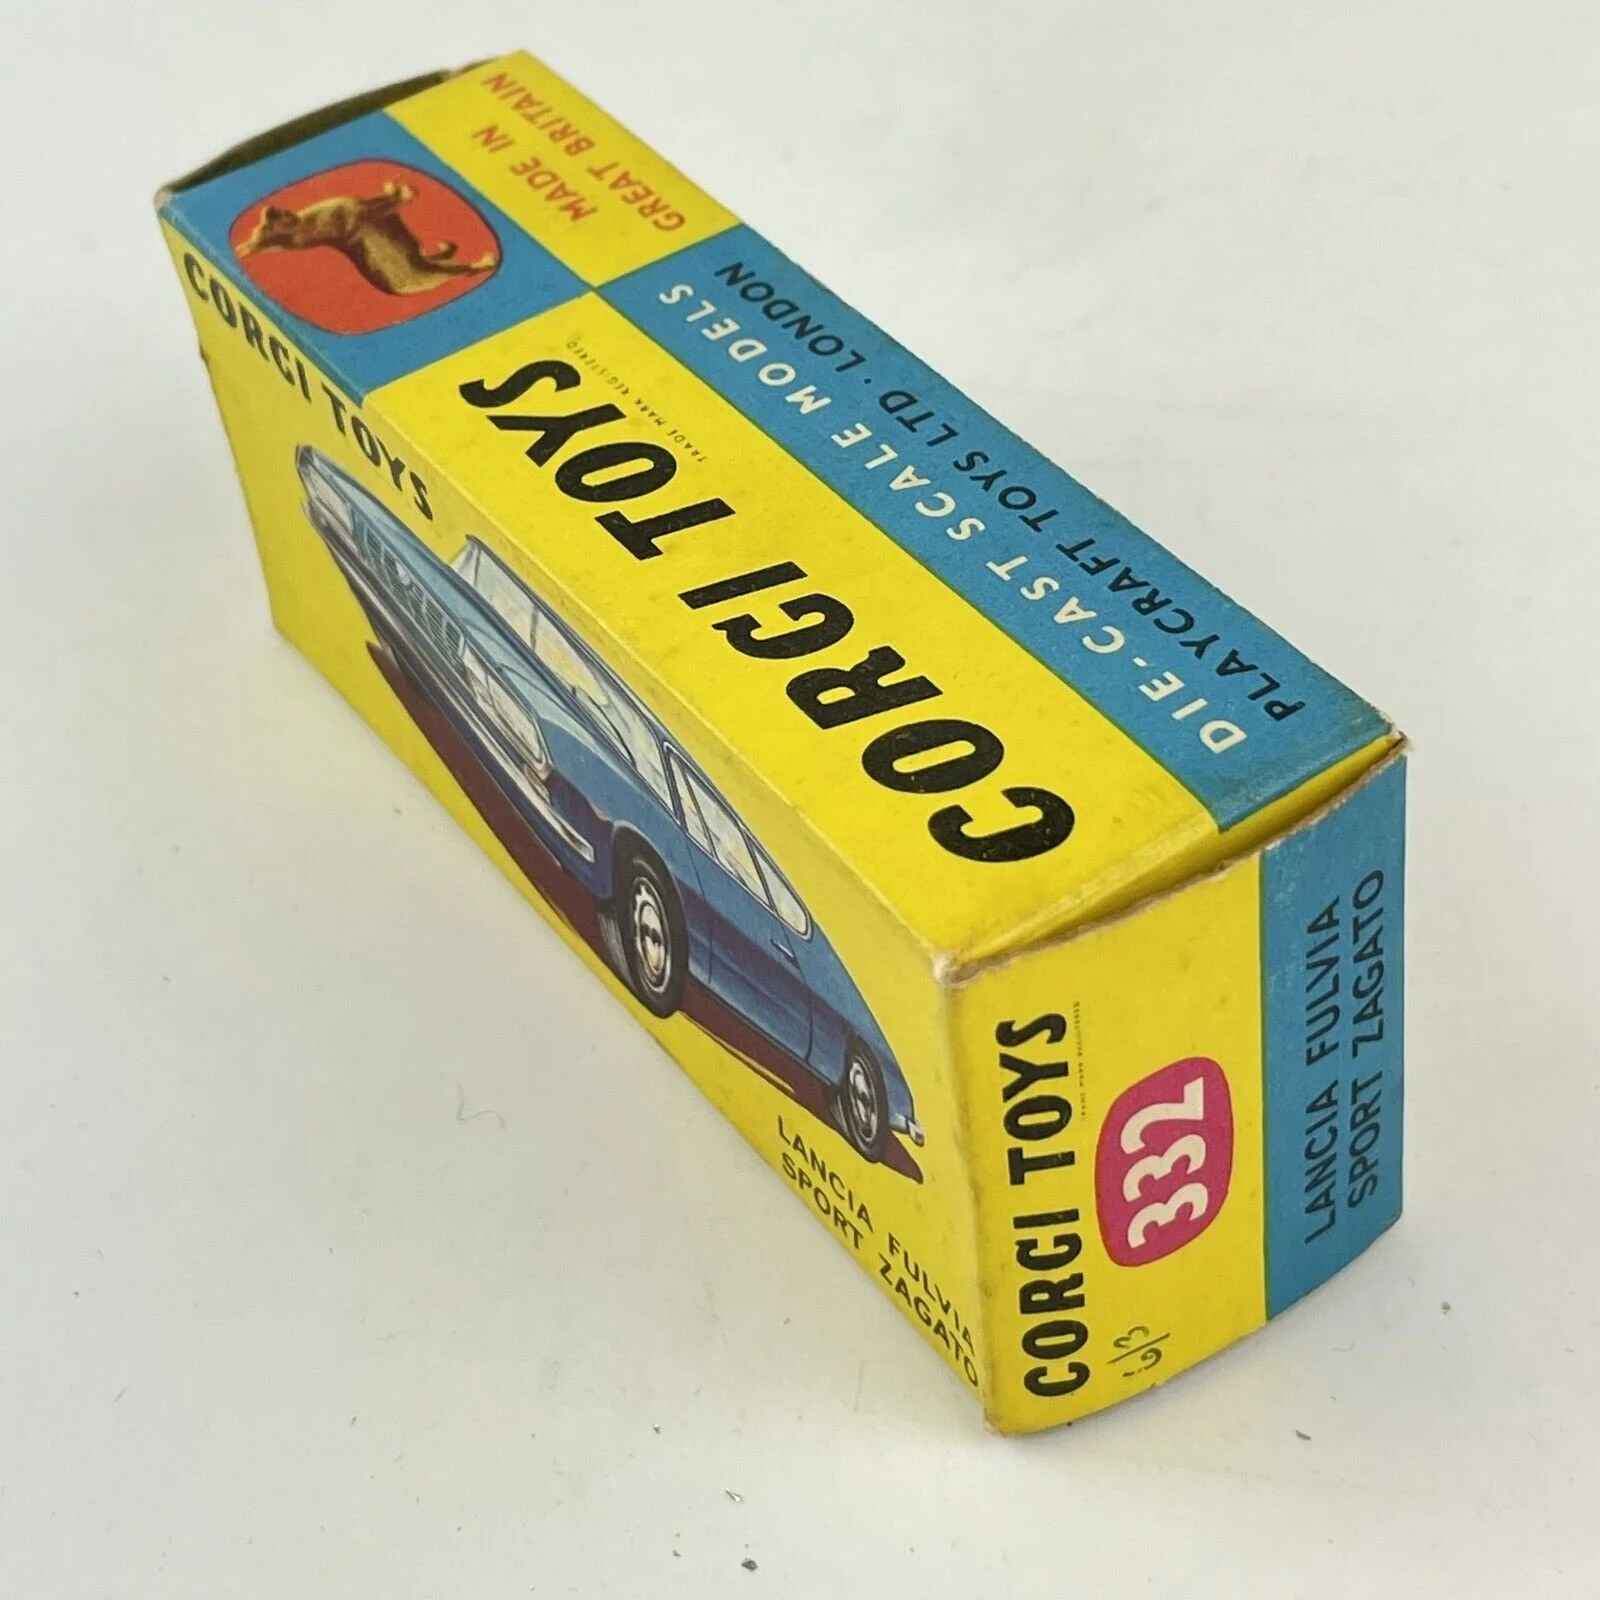 MADE IN
GREAT BRITAIN
DIE-CAST SCALE MODELS
PLAYCRAFT TOYS LTD. LONDON
CORGI TOYS
TRADE MARK REGISTERED
CORGI TOYS
LANCIA FULVIA
SPORT ZAGATO
CORGI TOYS
TRADE MARK REGISTERED
332
6/3
LANCIA FULVIA
SPORT ZAGATO